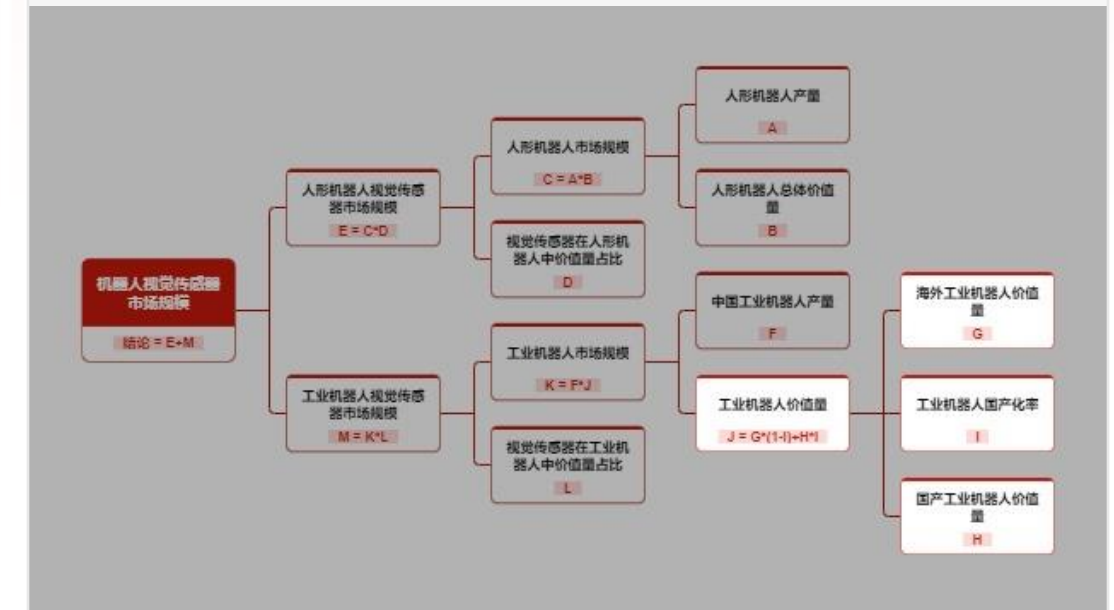 机器人视觉传感器
市场规模
结论 = E+M
人形机器人视觉传感
器市场规模
E = C*D
工业机器人视觉传感
器市场规模
M = K*L
人形机器人市场规模
C = A*B
视觉传感器在人形机
器人中价值量占比
D
工业机器人市场规模
K = F*J
视觉传感器在工业机
器人中价值量占比
L
人形机器人产量
A
人形机器人总体价值
量
B
中国工业机器人产量
F
工业机器人价值量
J = G*(1-I)+H*I
海外工业机器人价值
量
G
工业机器人国产化率
I
国产工业机器人价值
量
H